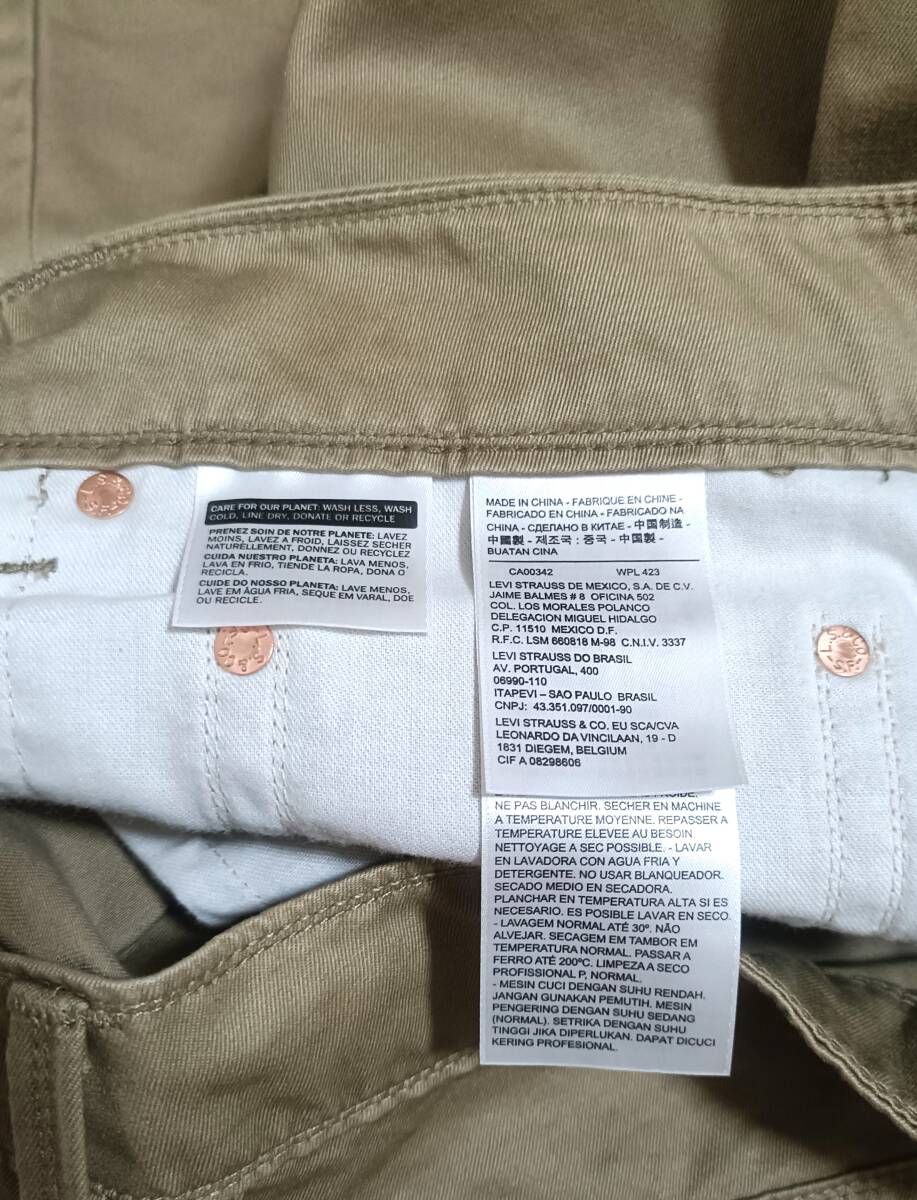 CARE FOR OUR PLANET: WASH LESS, WASH
COLD, LINE DRY, DONATE OR RECYCLE
PRENEZ SOIN DE NOTRE PLANETE: LAVEZ
MOINS, LAVEZ A FROID, LAISSEZ SECHER
NATURELLEMENT, DONNEZ OU RECYCLEZ
CUIDA NUESTRO PLANETA: LAVA MENOS,
LAVA EN FRIO, TIENDE LA ROPA, DONA O
RECICLA.
CUIDE DO NOSSO PLANETA: LAVE MENOS,
LAVE EM ÁGUA FRIA, SEQUE EM VARAL, DOE
OU RECICLE.
MADE IN CHINA - FABRIQUE EN CHINE -
FABRICADO EN CHINA - FABRICADO NA
CHINA - СДЕЛАНО В КИТАЕ - 中国制造 -
中國製 - 제조국 : 중국 - 中国製 -
BUATAN CINA
CA00342 WPL 423
LEVI STRAUSS DE MEXICO, S.A. DE C.V.
JAIME BALMES # 8 OFICINA 502
COL. LOS MORALES POLANCO
DELEGACION MIGUEL HIDALGO
C.P. 11510 MEXICO D.F.
R.F.C. LSM 660818 M-98 C.N.I.V. 3337
LEVI STRAUSS DO BRASIL
AV. PORTUGAL, 400
06990-110
ITAPEVI – SAO PAULO BRASIL
CNPJ: 43.351.097/0001-90
LEVI STRAUSS & CO. EU SCA/CVA
LEONARDO DA VINCILAAN, 19 - D
1831 DIEGEM, BELGIUM
CIF A 08298606
NE PAS BLANCHIR. SECHER EN MACHINE
A TEMPERATURE MOYENNE. REPASSER A
TEMPERATURE ELEVEE AU BESOIN.
NETTOYAGE A SEC POSSIBLE. - LAVAR
EN LAVADORA CON AGUA FRIA Y
DETERGENTE. NO USAR BLANQUEADOR.
SECADO MEDIO EN SECADORA.
PLANCHAR EN TEMPERATURA ALTA SI ES
NECESARIO. ES POSIBLE LAVAR EN SECO.
- LAVAGEM NORMAL ATÉ 30º. NÃO
ALVEJAR. SECAGEM EM TAMBOR EM
TEMPERATURA NORMAL. PASSAR A
FERRO ATÉ 200ºC. LIMPEZA A SECO
PROFISSIONAL P, NORMAL.
- MESIN CUCI DENGAN SUHU RENDAH.
JANGAN GUNAKAN PEMUTIH. MESIN
PENGERING DENGAN SUHU SEDANG
(NORMAL). SETRIKA DENGAN SUHU
TINGGI JIKA DIPERLUKAN. DAPAT DICUCI
KERING PROFESIONAL.